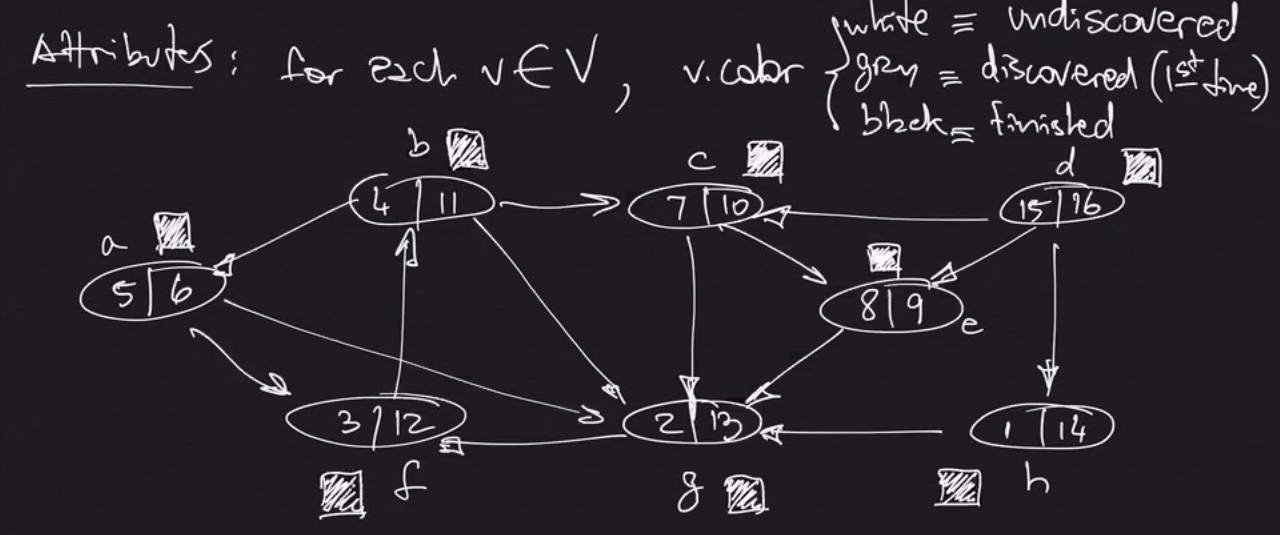 white ≡ undiscovered
Attributes: for each v ∈ V, v.color { gray ≡ discovered (1st time)
black ≡ finished
b c d
4 | 11 7 | 10 15 | 16
a
5 | 6 8 | 9 e
3 | 12 2 | 13 1 | 14
f g h